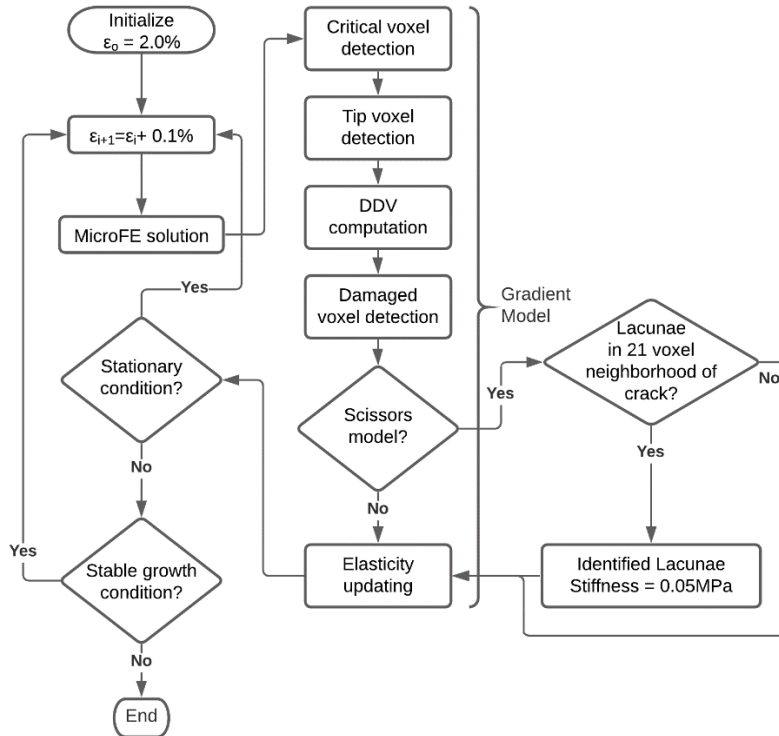 Initialize
εₒ = 2.0%
εᵢ₊₁=εᵢ+ 0.1%
MicroFE solution
Yes
Stationary
condition?
No
Yes
Stable growth
condition?
No
End
Critical voxel
detection
Tip voxel
detection
DDV
computation
Damaged
voxel detection
Scissors
model?
Yes
No
Elasticity
updating
Gradient
Model
Lacunae
in 21 voxel
neighborhood of
crack?
No
Yes
Identified Lacunae
Stiffness = 0.05MPa